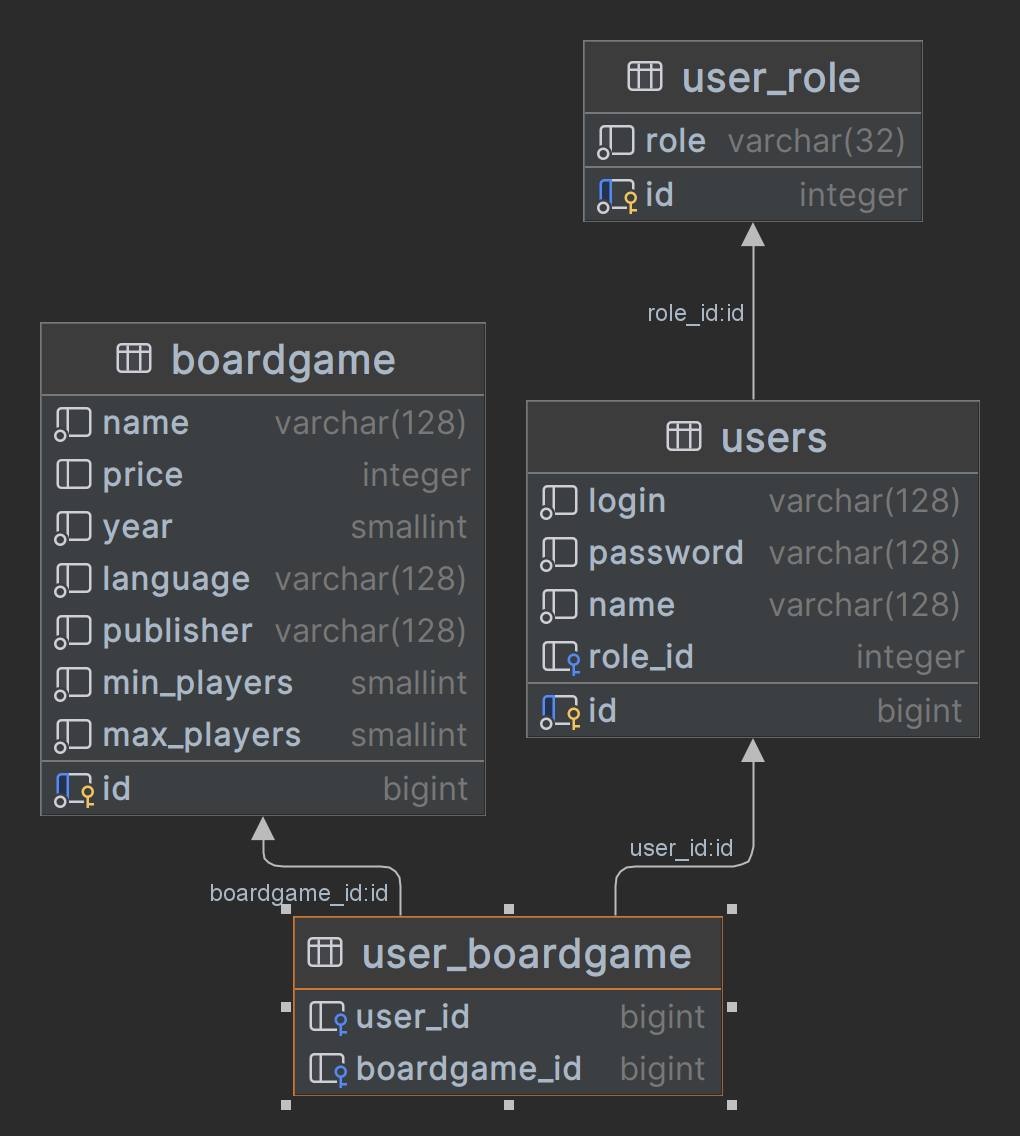 user_role
role varchar(32)
id integer
role_id:id
boardgame
name varchar(128)
price integer
year smallint
language varchar(128)
publisher varchar(128)
min_players smallint
max_players smallint
id bigint
users
login varchar(128)
password varchar(128)
name varchar(128)
role_id integer
id bigint
boardgame_id:id
user_id:id
user_boardgame
user_id bigint
boardgame_id bigint